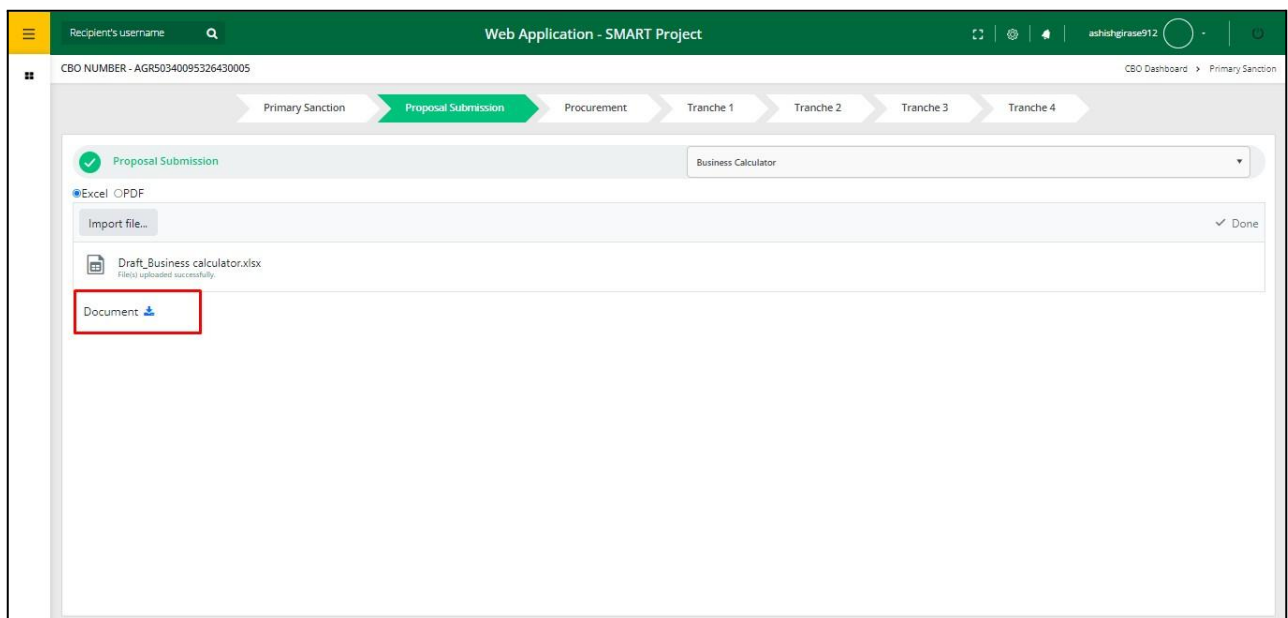 Recipient's username
Web Application - SMART Project
ashishgirase912
CBO NUMBER - AGR50340095326430005
CBO Dashboard > Primary Sanction
Primary Sanction
Proposal Submission
Procurement
Tranche 1
Tranche 2
Tranche 3
Tranche 4
Proposal Submission
Business Calculator
Excel PDF
Import file...
Done
Draft_Business calculator.xlsx
File(s) uploaded successfully.
Document